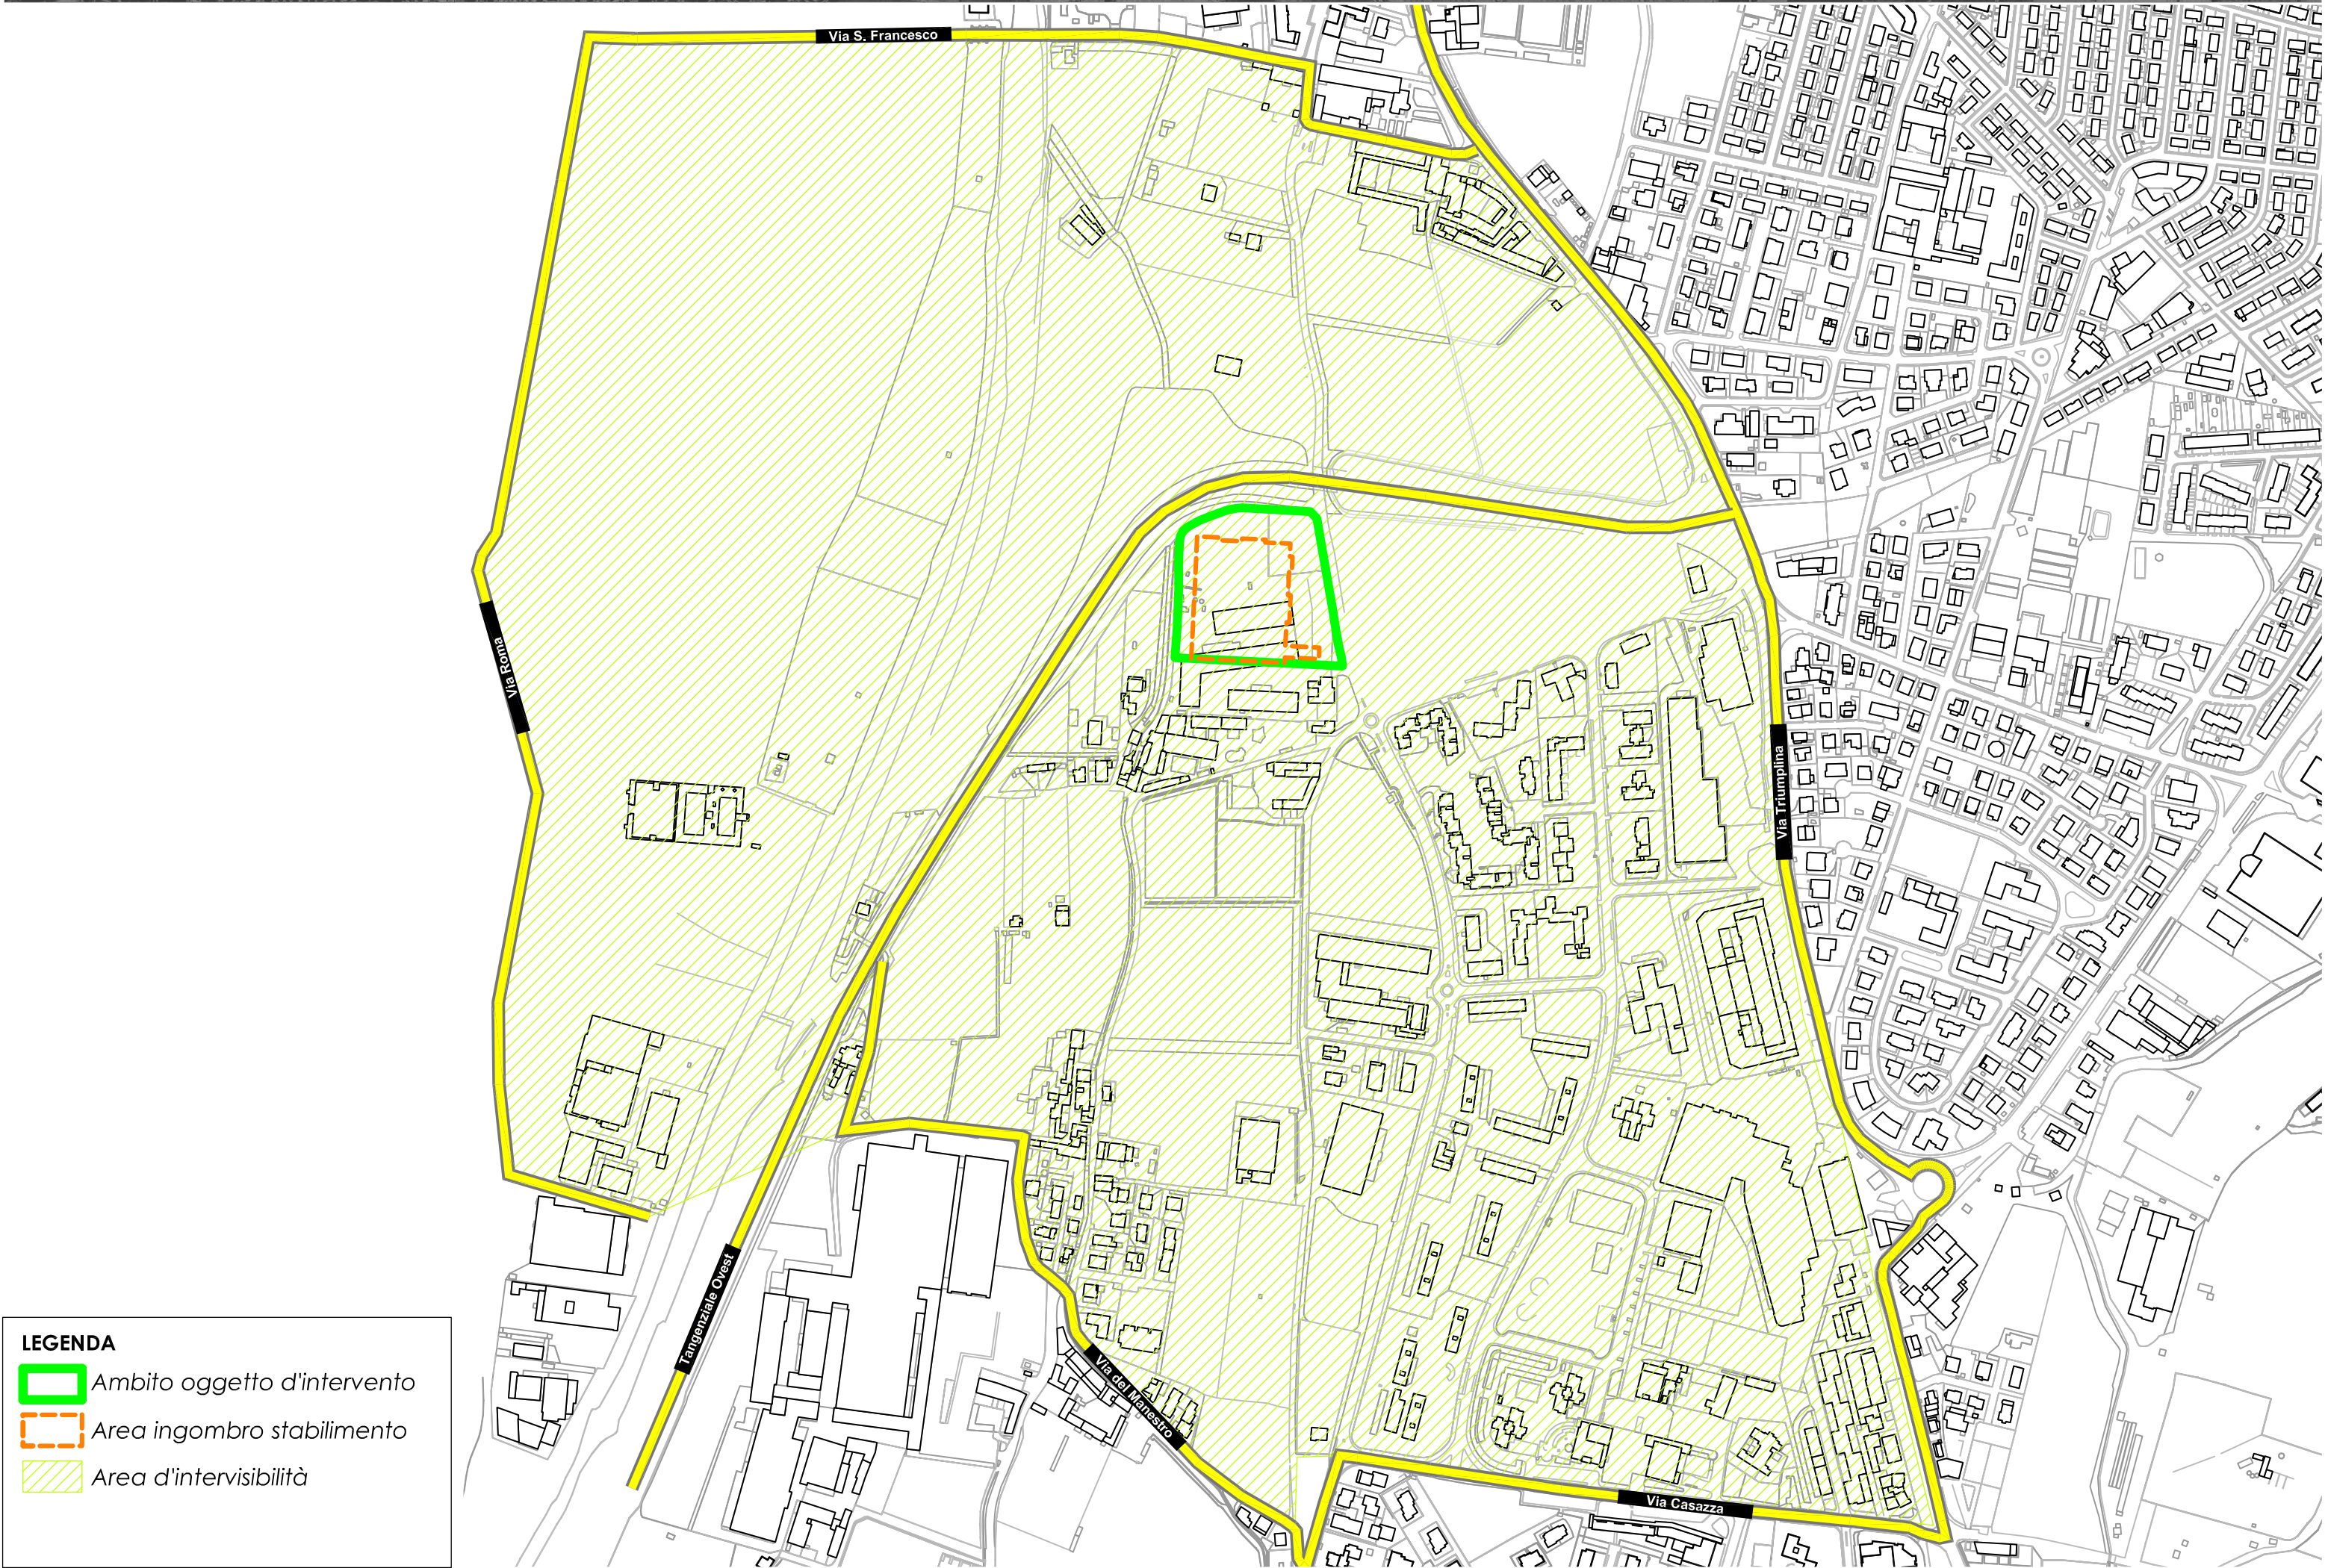 Via S. Francesco
Via Roma
Via Triumplina
Tangenziale Ovest
Via del Manestro
Via Casazza
LEGENDA
Ambito oggetto d'intervento
Area ingombro stabilimento
Area d'intervisibilità